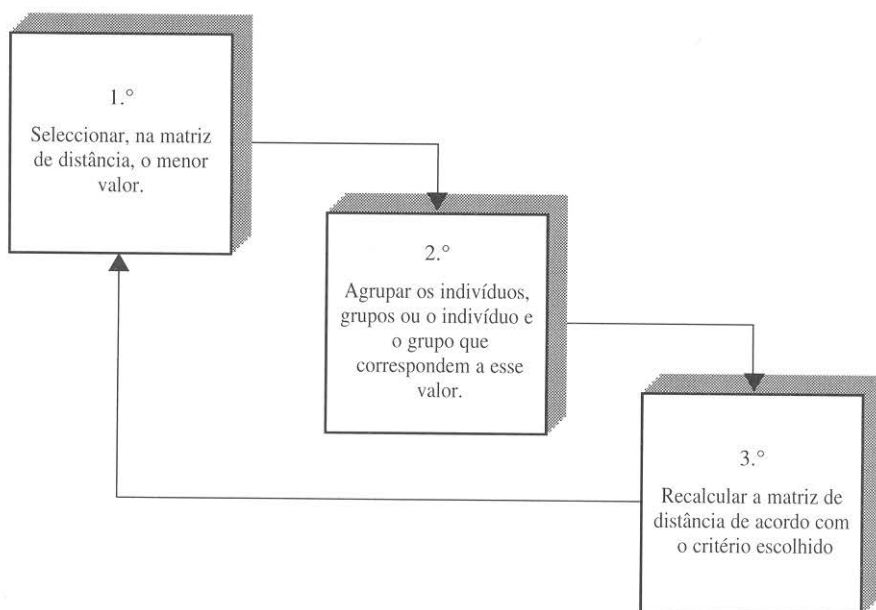 1.°
Seleccionar, na matriz
de distância, o menor
valor.
2.°
Agrupar os indivíduos,
grupos ou o indivíduo e
o grupo que
correspondem a esse
valor.
3.°
Recalcular a matriz de
distância de acordo com
o critério escolhido